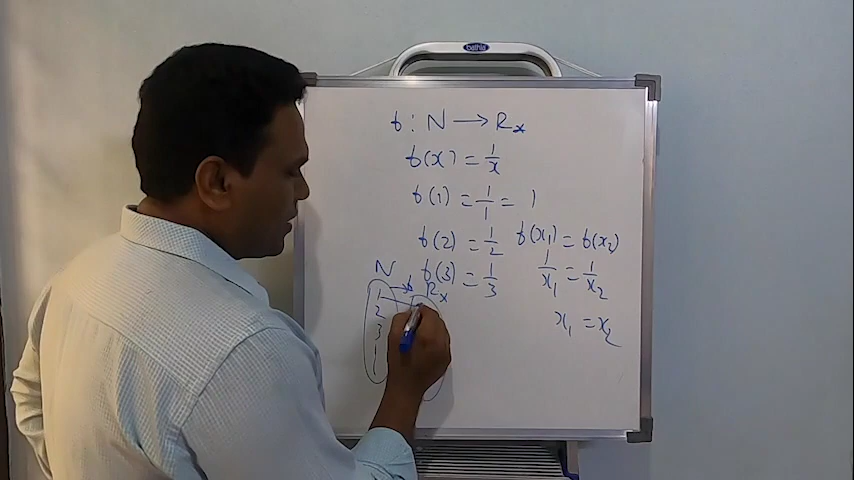 bathla
f : N → R*
f(x) = 1/x
f(1) = 1/1 = 1
f(2) = 1/2
f(3) = 1/3
f(x₁) = f(x₂)
1/x₁ = 1/x₂
x₁ = x₂
N → R*
1
2
3